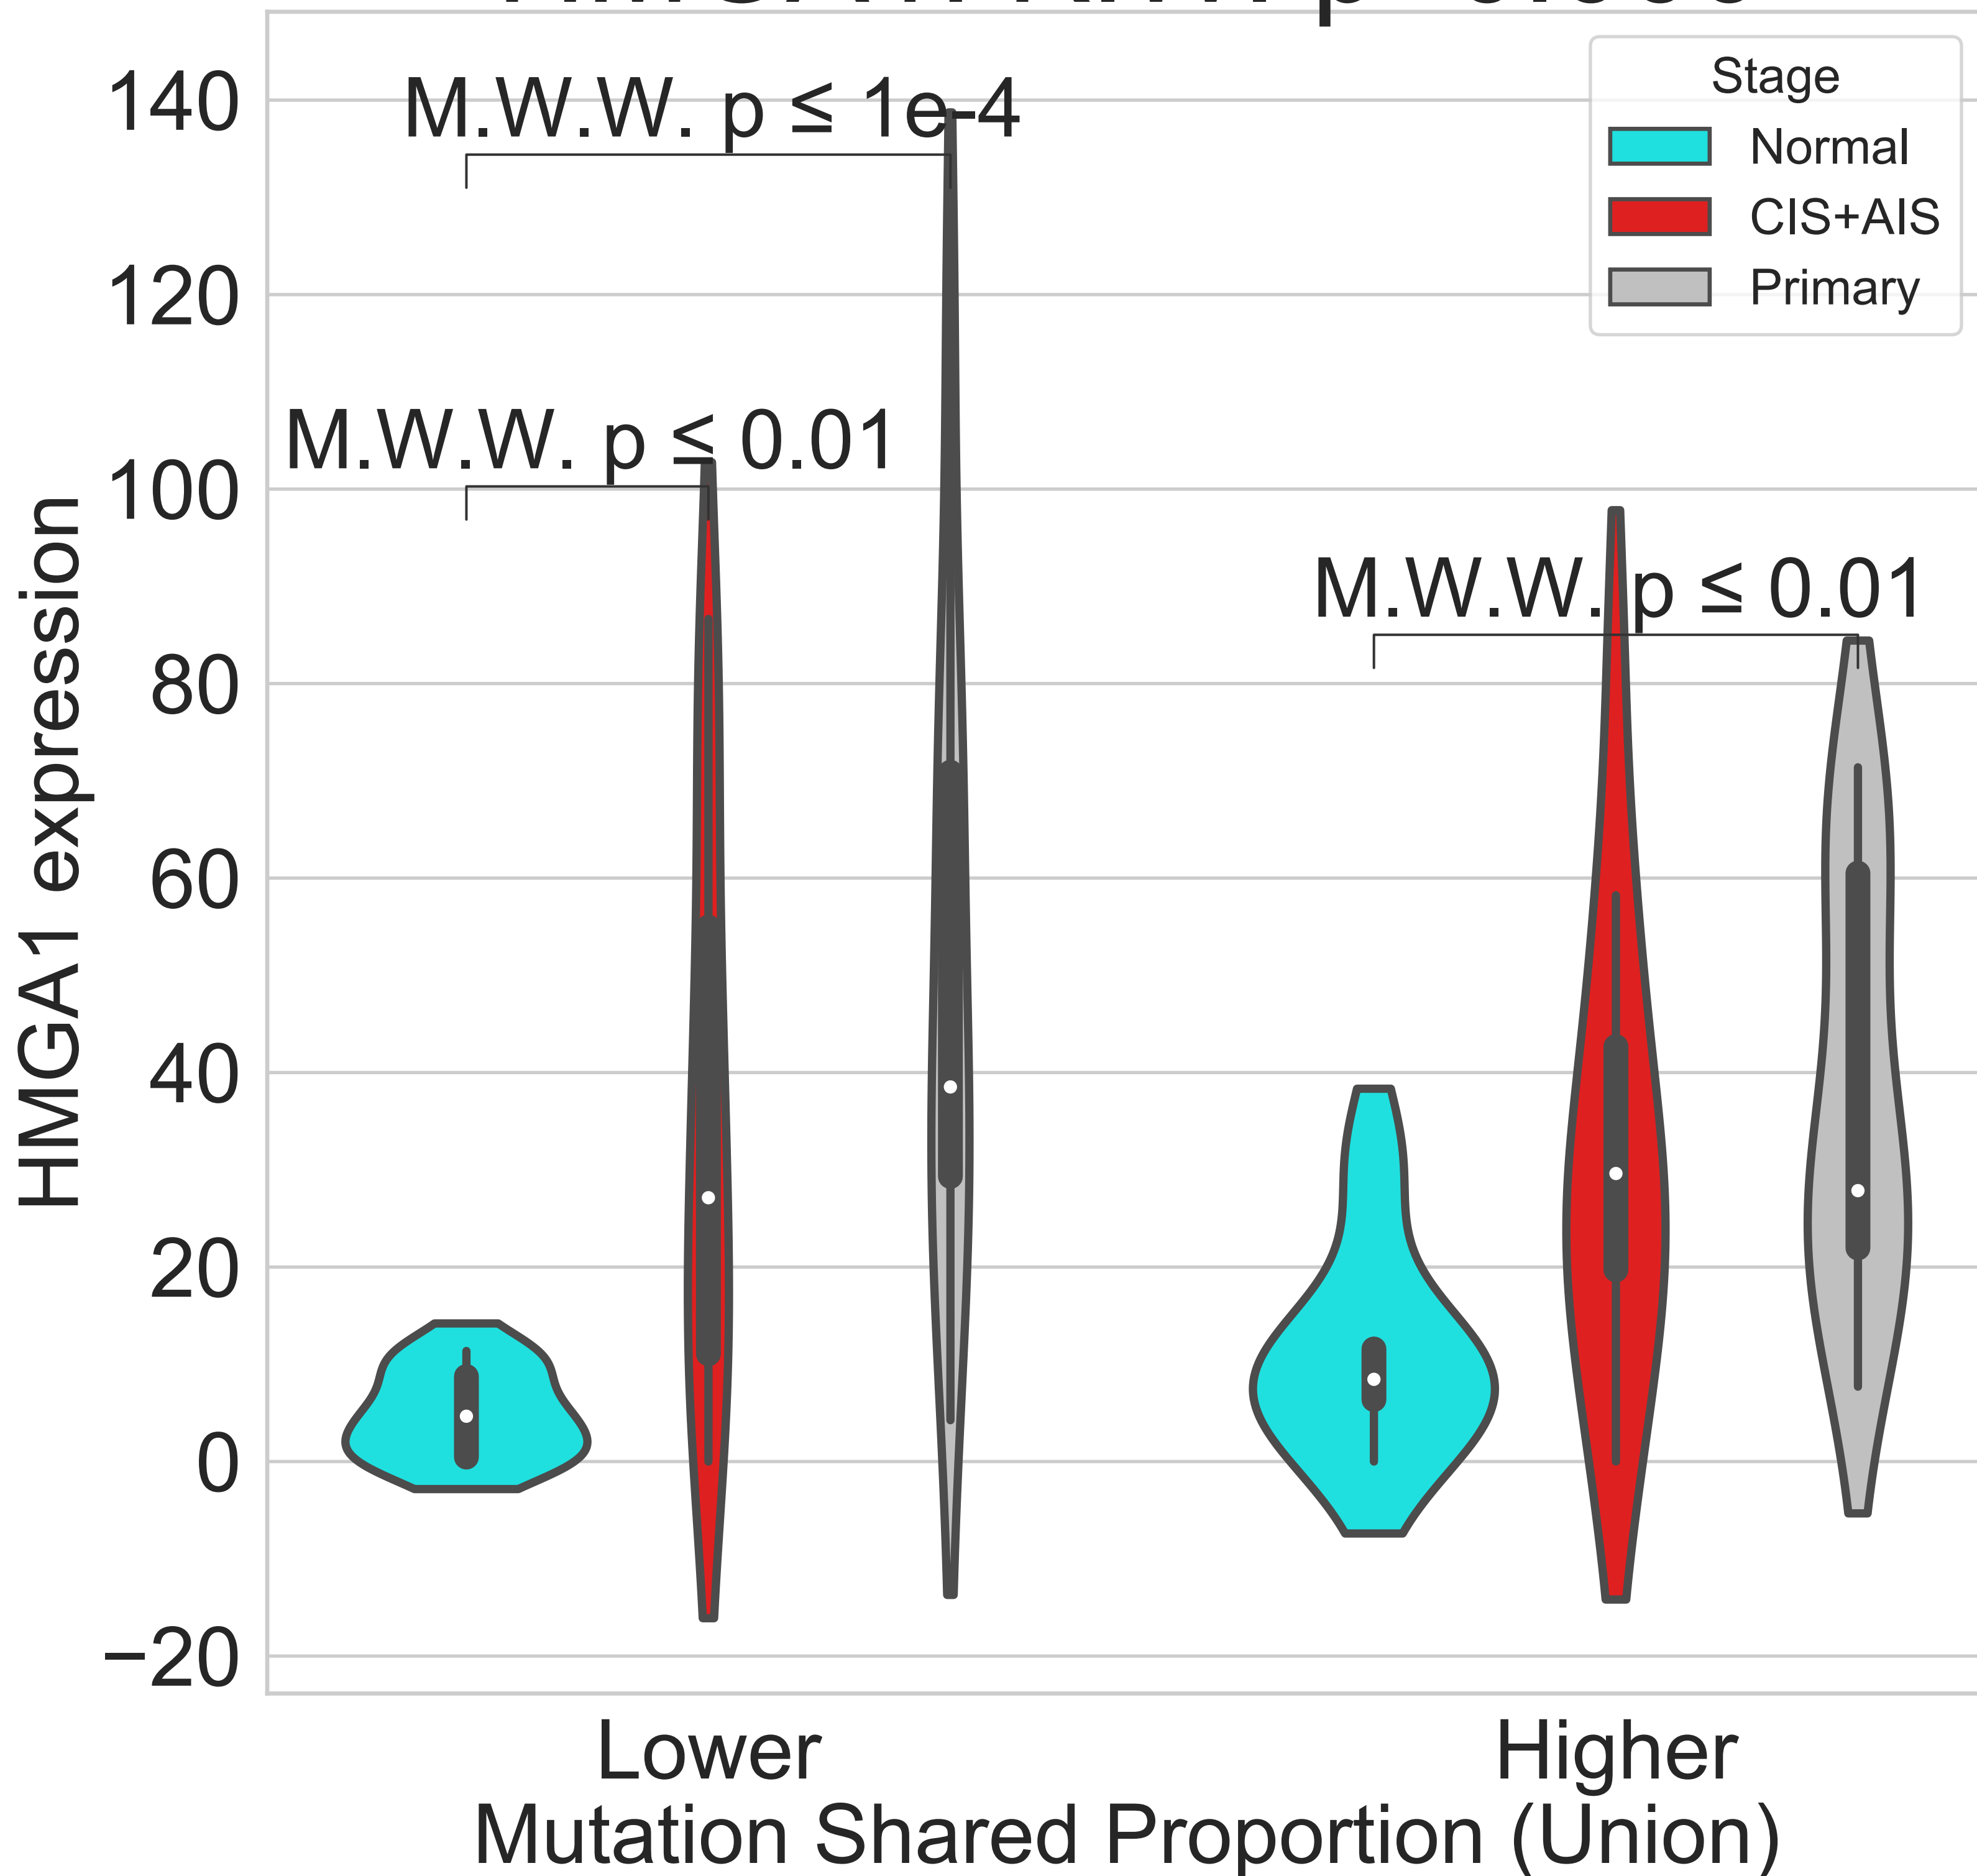 140
120
100
80
60
40
20
0
−20
HMGA1 expression
M.W.W. p ≤ 1e-4
M.W.W. p ≤ 0.01
M.W.W. p ≤ 0.01
Stage
Normal
CIS+AIS
Primary
Lower
Higher
Mutation Shared Proportion (Union)